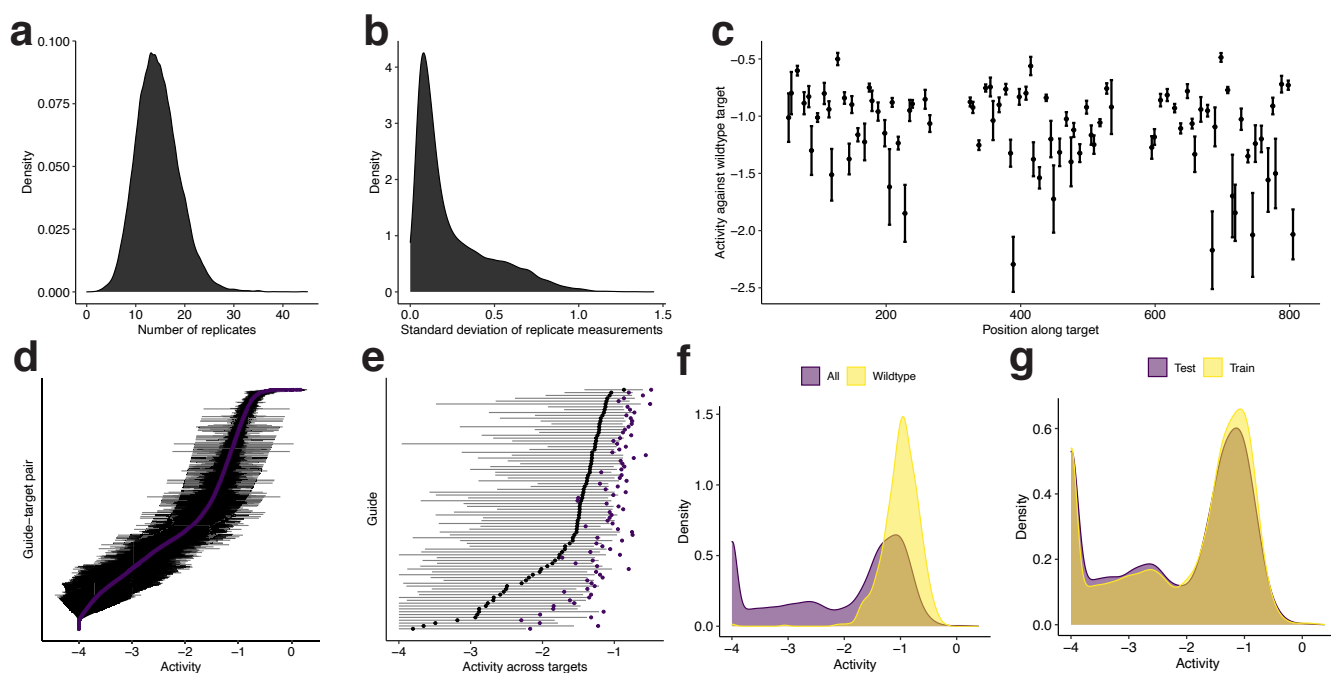 a
0.100
0.075
0.050
0.025
0.000
Density
0 10 20 30 40
Number of replicates
b
4
3
2
1
0
Density
0.0 0.5 1.0 1.5
Standard deviation of replicate measurements
c
−0.5
−1.0
−1.5
−2.0
−2.5
Activity against wildtype target
200 400 600 800
Position along target
d
Guide−target pair
−4 −3 −2 −1 0
Activity
e
Guide
−4 −3 −2 −1
Activity across targets
f
All Wildtype
1.5
1.0
0.5
0.0
Density
−4 −3 −2 −1 0
Activity
g
Test Train
0.6
0.4
0.2
0.0
Density
−4 −3 −2 −1 0
Activity